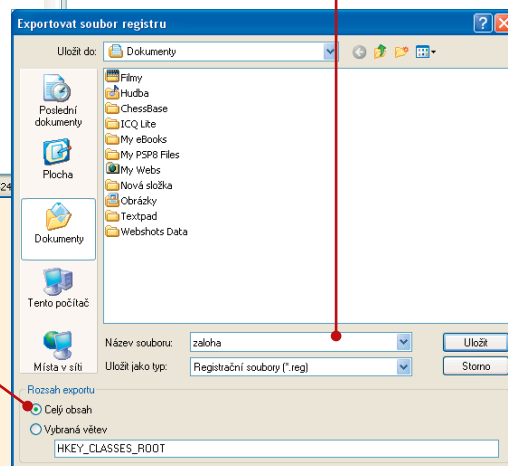 Exportovat soubor registru
Uložit do: Dokumenty
Poslední
dokumenty
Plocha
Dokumenty
Tento počítač
Místa v síti
Filmy
Hudba
ChessBase
ICQ Lite
My eBooks
My PSP8 Files
My Webs
Nová složka
Obrázky
Textpad
Webshots Data
24
Název souboru: zaloha Uložit
Uložit jako typ: Registrační soubory (*.reg) Storno
Rozsah exportu
Celý obsah
Vybraná větev
HKEY_CLASSES_ROOT